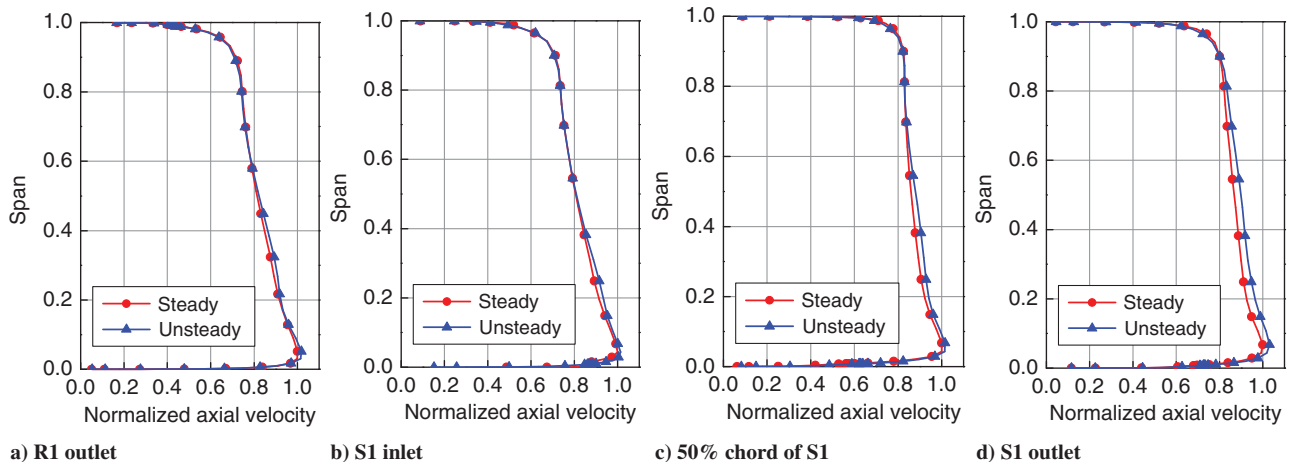 1.0
0.8
0.6
0.4
0.2
0.0
Span
Steady
Unsteady
0.0 0.2 0.4 0.6 0.8 1.0
Normalized axial velocity
a) R1 outlet
1.0
0.8
0.6
0.4
0.2
0.0
Span
Steady
Unsteady
0.0 0.2 0.4 0.6 0.8 1.0
Normalized axial velocity
b) S1 inlet
1.0
0.8
0.6
0.4
0.2
0.0
Span
Steady
Unsteady
0.0 0.2 0.4 0.6 0.8 1.0
Normalized axial velocity
c) 50% chord of S1
1.0
0.8
0.6
0.4
0.2
0.0
Span
Steady
Unsteady
0.0 0.2 0.4 0.6 0.8 1.0
Normalized axial velocity
d) S1 outlet